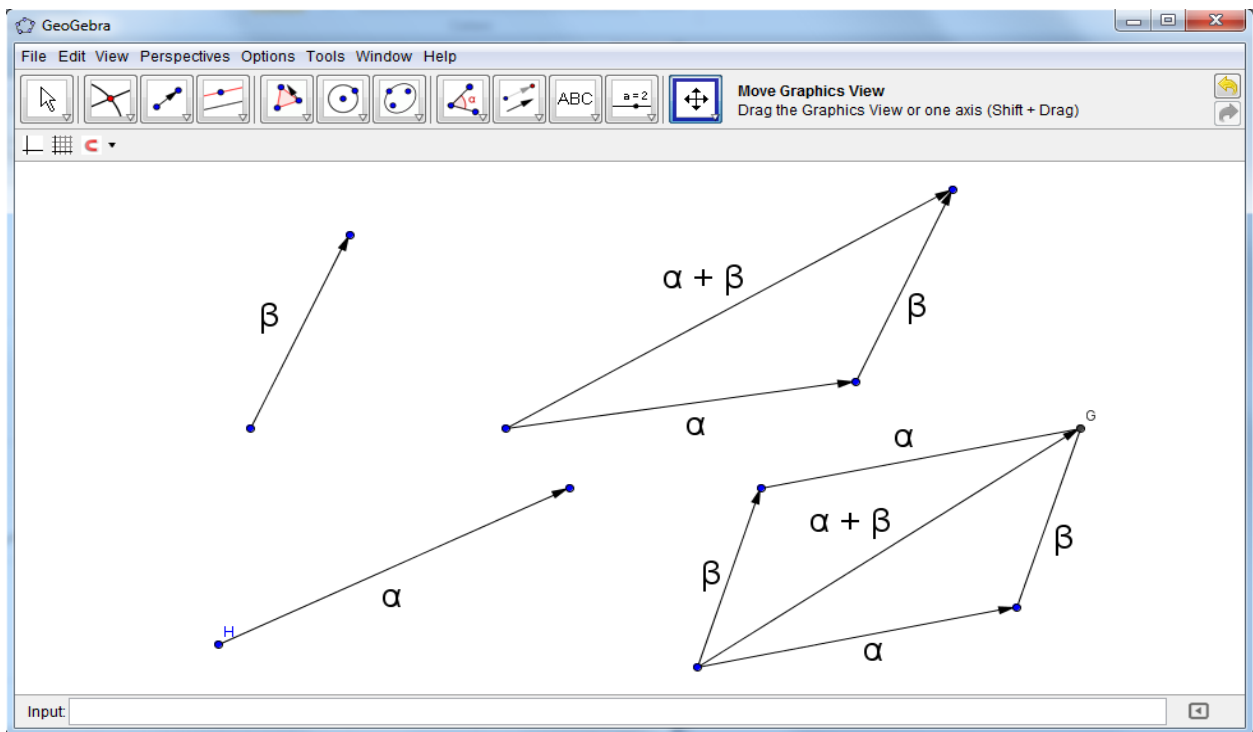 GeoGebra
File Edit View Perspectives Options Tools Window Help
ABC
a=2
Move Graphics View
Drag the Graphics View or one axis (Shift + Drag)
β
α + β
β
α
G
α
α + β
β
β
α
H
α
Input: